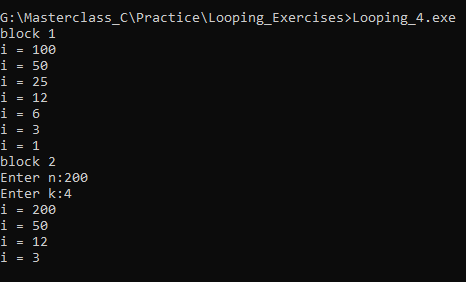 G:\Masterclass_C\Practice\Looping_Exercises>Looping_4.exe
block 1
i = 100
i = 50
i = 25
i = 12
i = 6
i = 3
i = 1
block 2
Enter n:200
Enter k:4
i = 200
i = 50
i = 12
i = 3